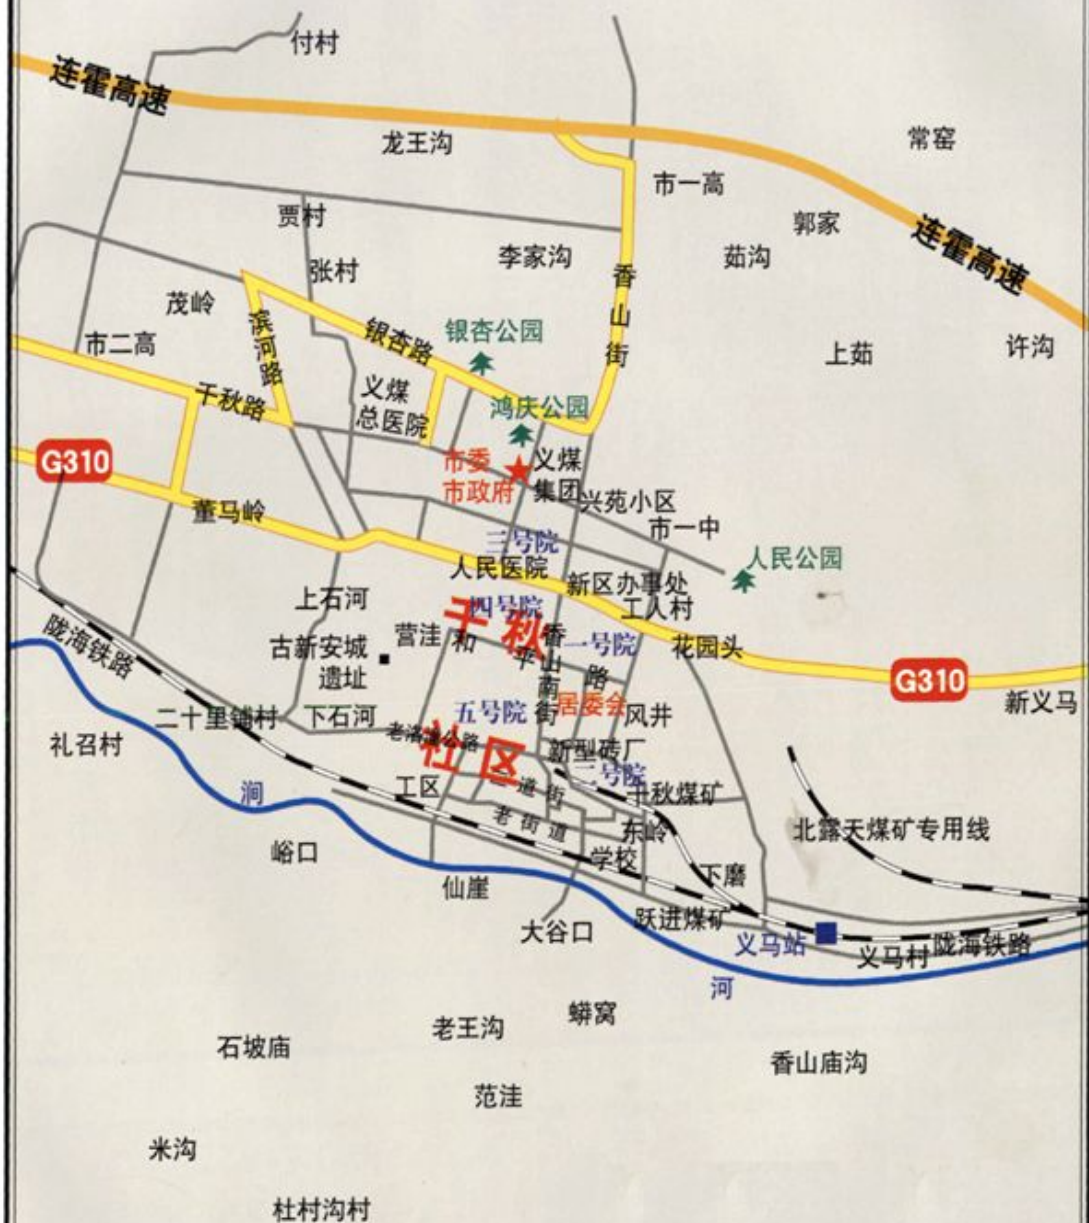 付村
连霍高速
龙王沟
常窑
市一高
贾村
郭家
李家沟
茹沟
连霍高速
张村
香山街
茂岭
银杏公园
滨河路
银杏路
市二高
上茹
许沟
义煤
总医院
千秋路
鸿庆公园
G310
市委
市政府
义煤
集团
兴苑小区
董马岭
市一中
三号院
人民公园
人民医院
新区办事处
上石河
四号院
工人村
千秋
营洼
和平路
香山南街
一号院
花园头
陇海铁路
古新安城
遗址
G310
新义马
居委会
二十里铺村
下石河
五号院
风井
礼召村
老洛潼公路
社区
新型砖厂
二号院
涧
工区
二道街
千秋煤矿
老街道
东岭
北露天煤矿专用线
峪口
学校
下磨
仙崖
大谷口
跃进煤矿
义马站
义马村
陇海铁路
河
蟒窝
老王沟
石坡庙
香山庙沟
范洼
米沟
杜村沟村